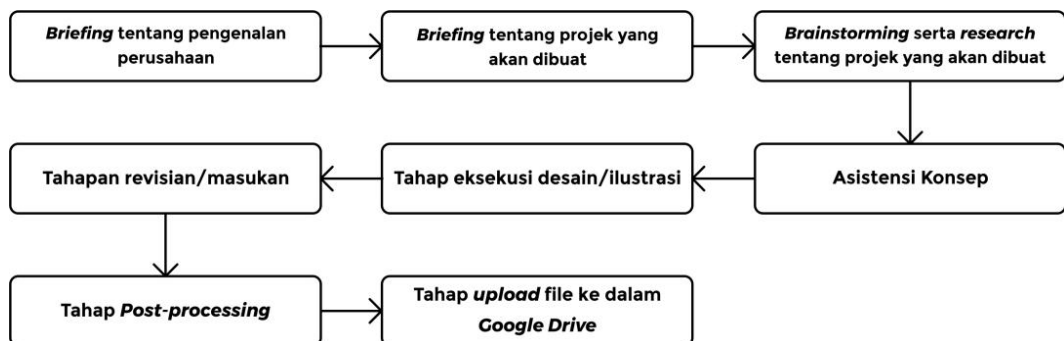 Briefing tentang pengenalan
perusahaan
Briefing tentang projek yang
akan dibuat
Brainstorming serta research
tentang projek yang akan dibuat
Asistensi Konsep
Tahap eksekusi desain/ilustrasi
Tahapan revisian/masukan
Tahap Post-processing
Tahap upload file ke dalam
Google Drive